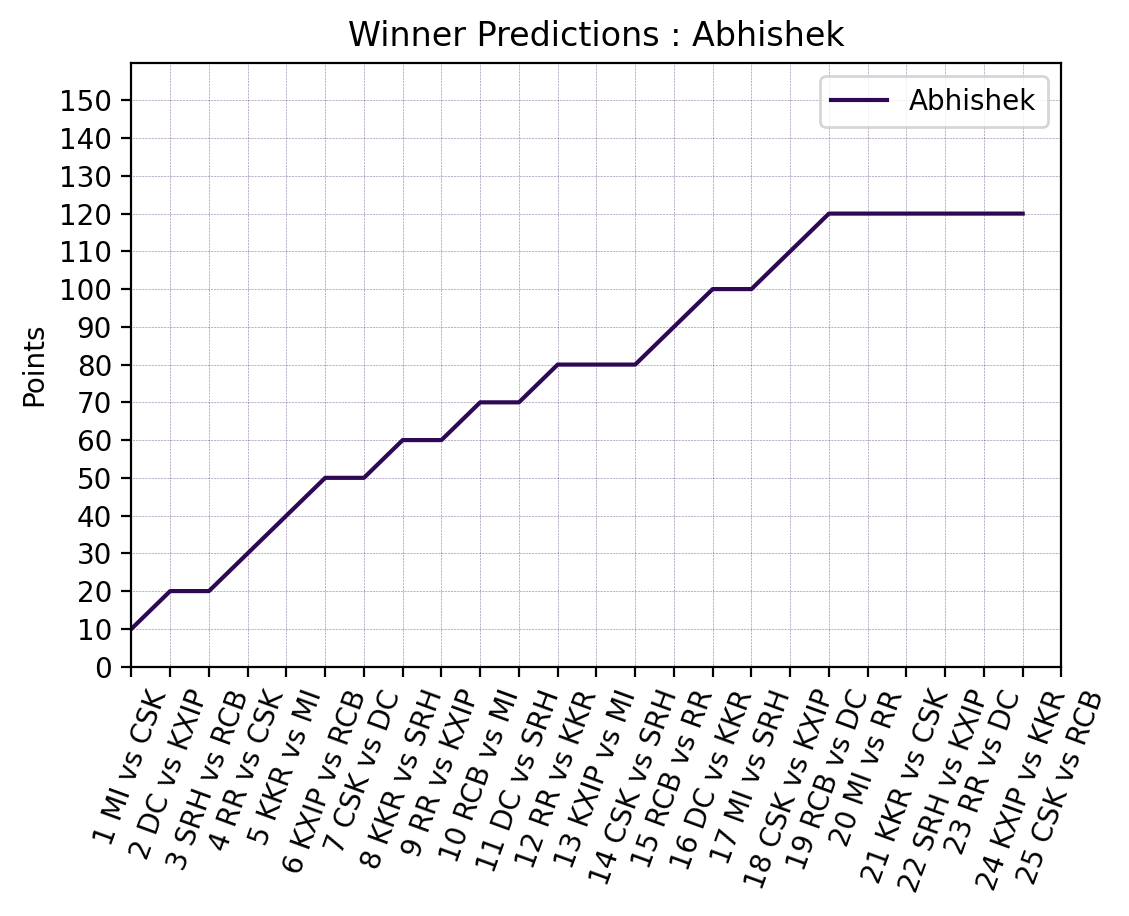 Winner Predictions : Abhishek
Abhishek
Points
150
140
130
120
110
100
90
80
70
60
50
40
30
20
10
0
1 MI vs CSK
2 DC vs KXIP
3 SRH vs RCB
4 RR vs CSK
5 KKR vs MI
6 KXIP vs RCB
7 CSK vs DC
8 KKR vs SRH
9 RR vs KXIP
10 RCB vs MI
11 DC vs SRH
12 RR vs KKR
13 KXIP vs MI
14 CSK vs SRH
15 RCB vs RR
16 DC vs KKR
17 MI vs SRH
18 CSK vs KXIP
19 RCB vs DC
20 MI vs RR
21 KKR vs CSK
22 SRH vs KXIP
23 RR vs DC
24 KXIP vs KKR
25 CSK vs RCB